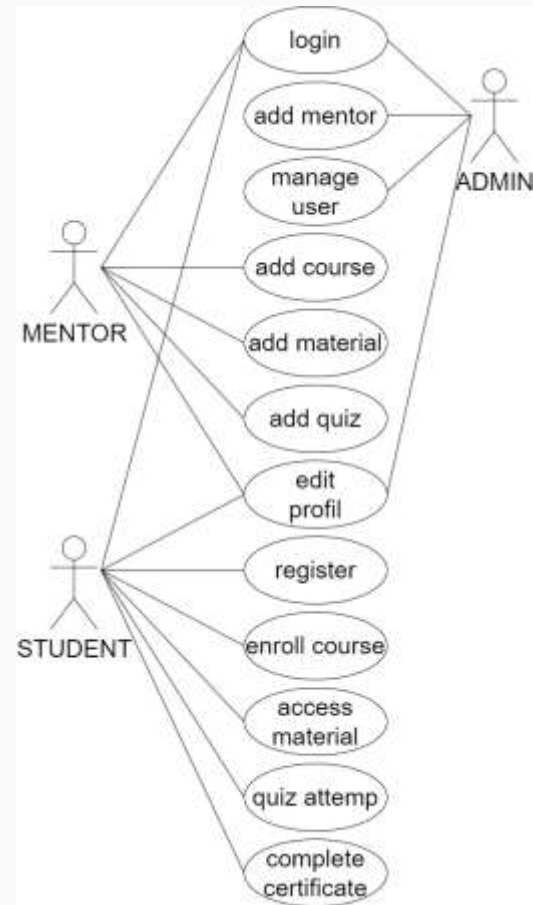 login
add mentor
manage
user
ADMIN
add course
MENTOR
add material
add quiz
edit
profil
register
STUDENT
enroll course
access
material
quiz attemp
complete
certificate